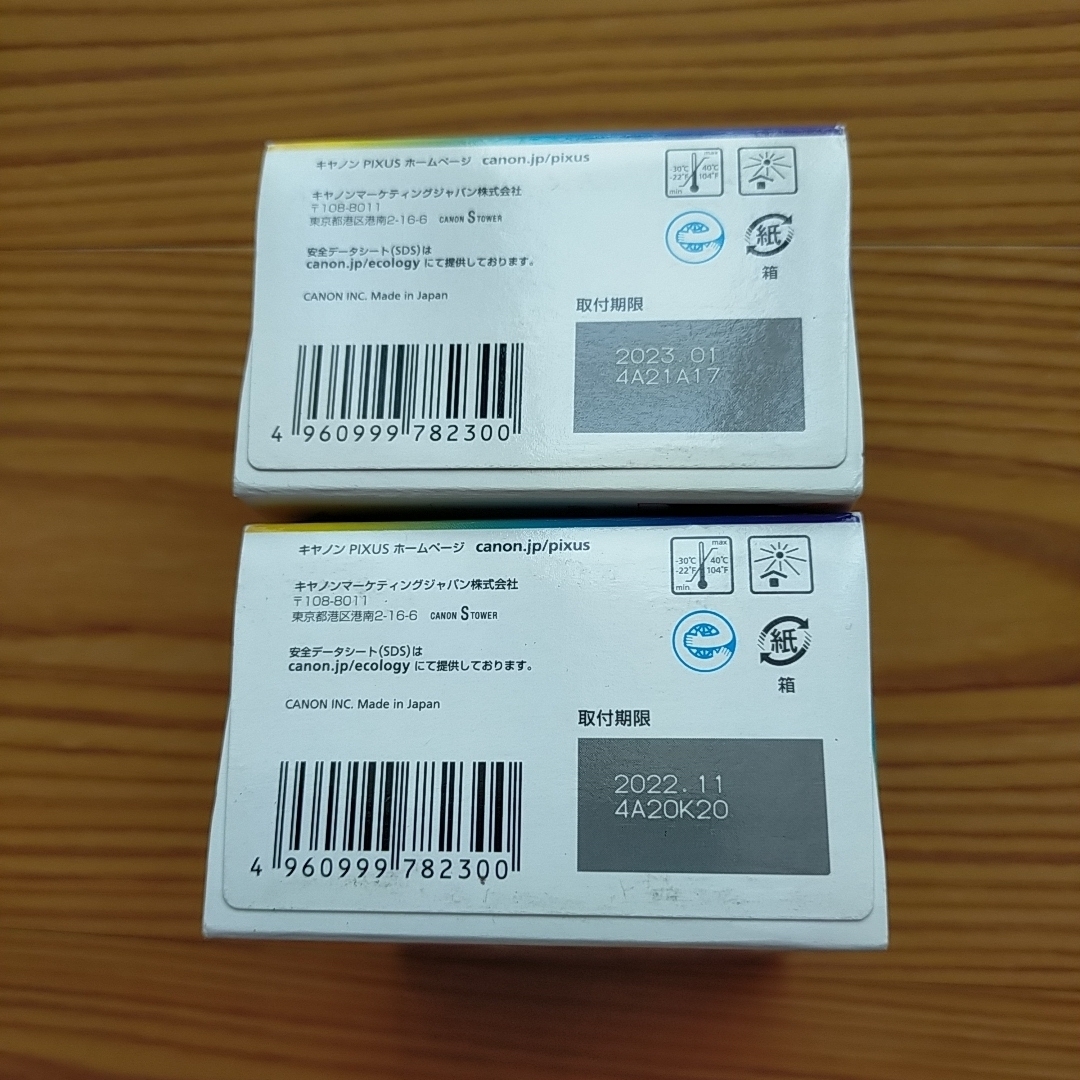 キヤノン PIXUS ホームページ canon.jp/pixus
キヤノンマーケティングジャパン株式会社
〒108-8011
東京都港区港南2-16-6 CANON S TOWER
安全データシート(SDS)は
canon.jp/ecology にて提供しております。
CANON INC. Made in Japan
4 960999 782300
max
-30℃ 40℃
-22°F 104°F
min
紙
箱
取付期限
2023.01
4A21A17
キヤノン PIXUS ホームページ canon.jp/pixus
キヤノンマーケティングジャパン株式会社
〒108-8011
東京都港区港南2-16-6 CANON S TOWER
安全データシート(SDS)は
canon.jp/ecology にて提供しております。
CANON INC. Made in Japan
4 960999 782300
max
-30℃ 40℃
-22°F 104°F
min
紙
箱
取付期限
2022.11
4A20K20